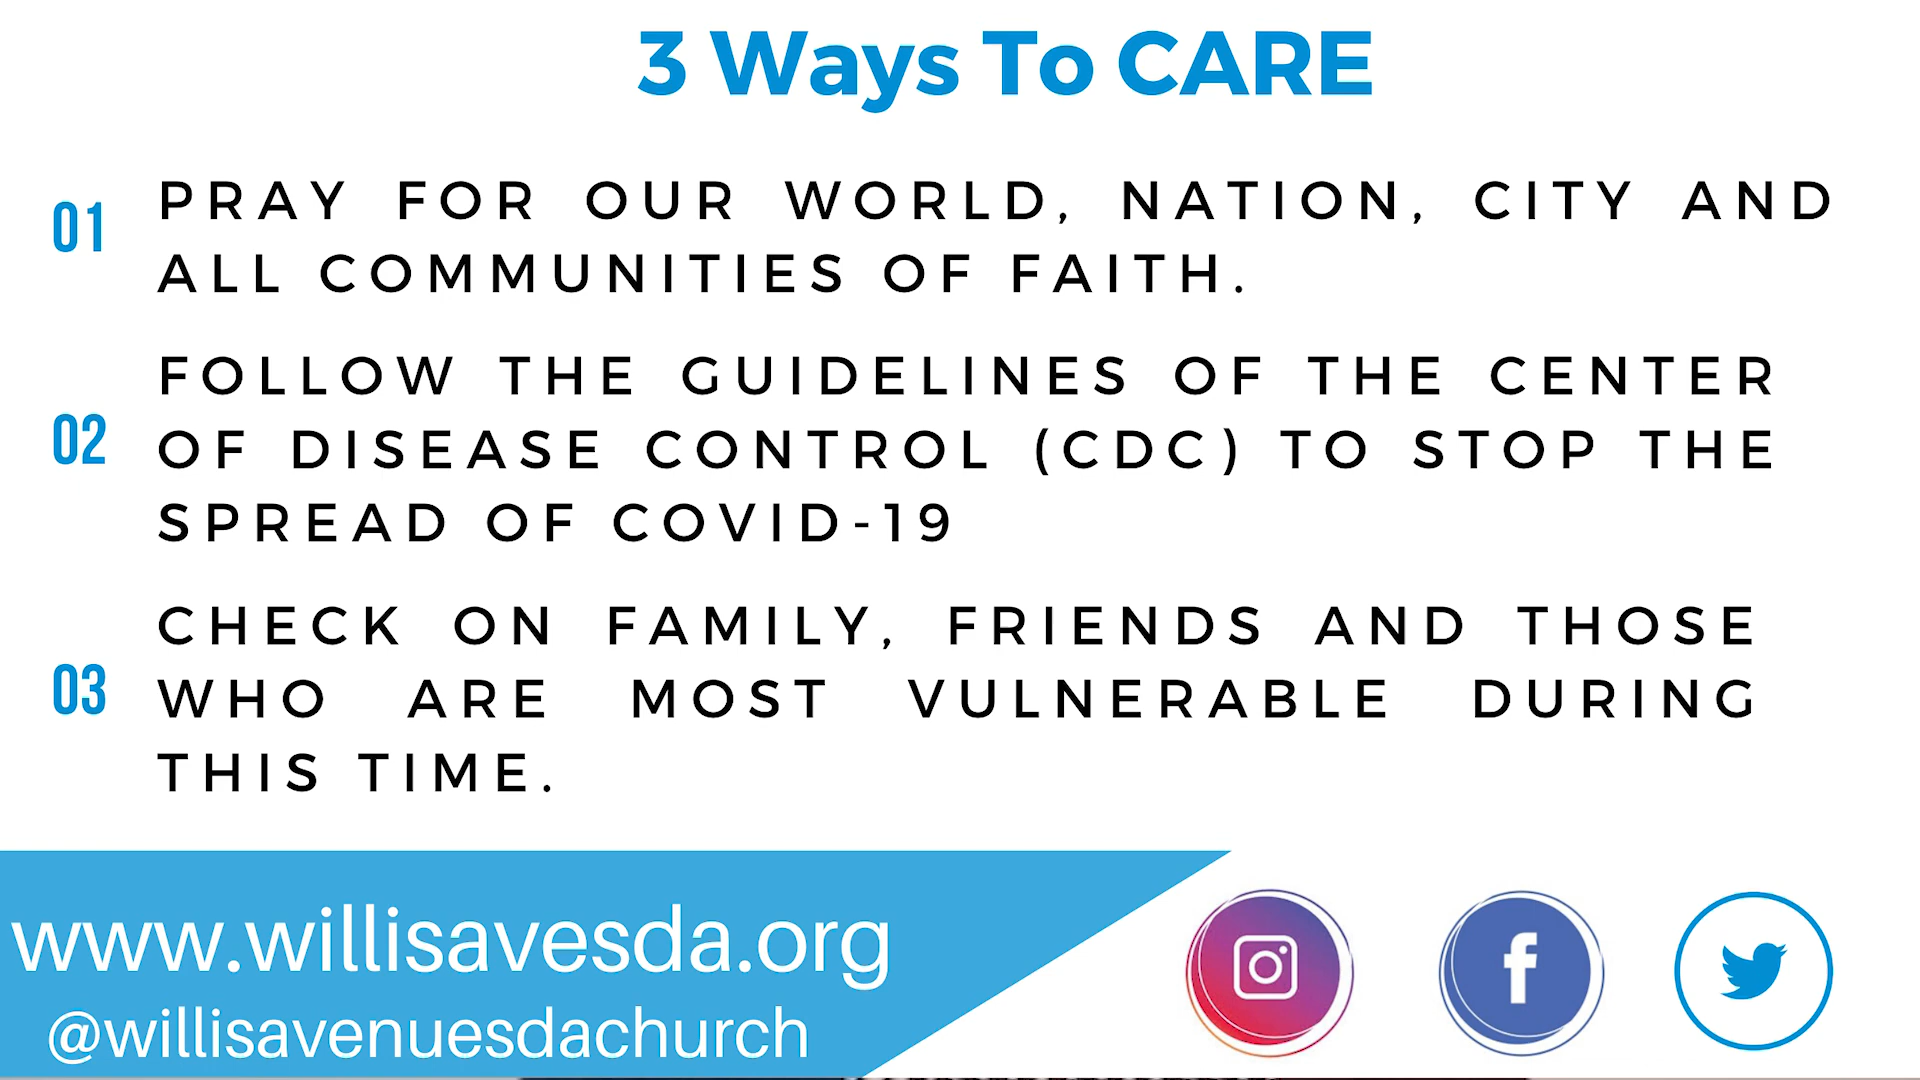 3 Ways To CARE
01
PRAY FOR OUR WORLD, NATION, CITY AND
ALL COMMUNITIES OF FAITH.
02
FOLLOW THE GUIDELINES OF THE CENTER
OF DISEASE CONTROL (CDC) TO STOP THE
SPREAD OF COVID-19
03
CHECK ON FAMILY, FRIENDS AND THOSE
WHO ARE MOST VULNERABLE DURING
THIS TIME.
www.willisavesda.org
@willisavenuesdachurch